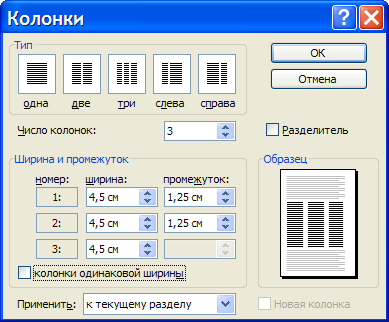 Колонки
Тип
одна две три слева справа
ОК
Отмена
Число колонок: 3
Разделитель
Ширина и промежуток
номер: ширина: промежуток:
1: 4,5 см 1,25 см
2: 4,5 см 1,25 см
3: 4,5 см
колонки одинаковой ширины
Образец
Применить: к текущему разделу
Новая колонка